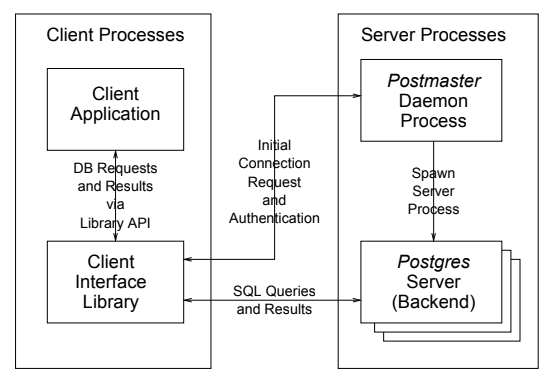 Client Processes
Client
Application
DB Requests
and Results
via
Library API
Client
Interface
Library
Initial
Connection
Request
and
Authentication
SQL Queries
and Results
Server Processes
Postmaster
Daemon
Process
Spawn
Server
Process
Postgres
Server
(Backend)